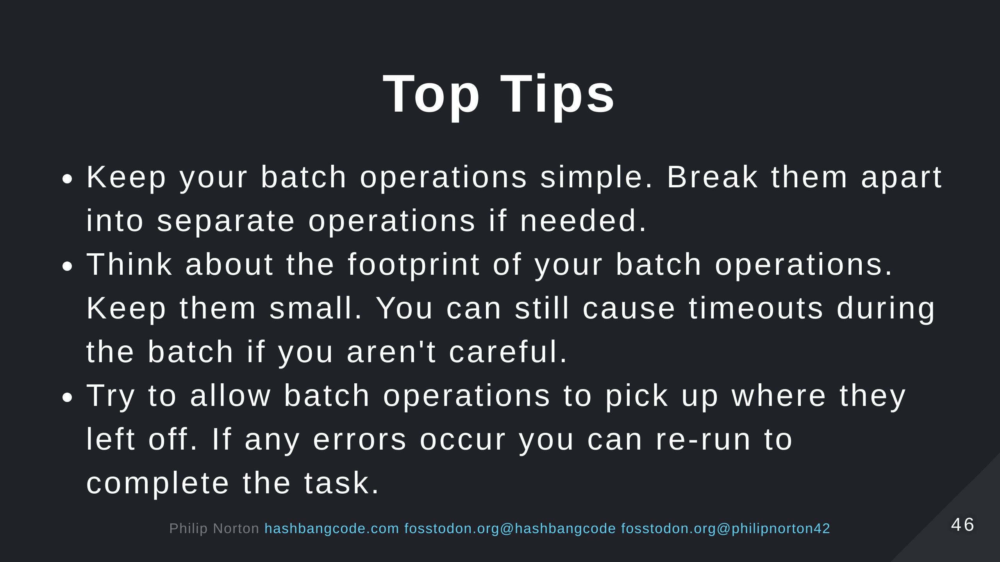 Top Tips
Keep your batch operations simple. Break them apart
into separate operations if needed.
Think about the footprint of your batch operations.
Keep them small. You can still cause timeouts during
the batch if you aren't careful.
Try to allow batch operations to pick up where they
left off. If any errors occur you can re-run to
complete the task.
Philip Norton hashbangcode.com fosstodon.org@hashbangcode fosstodon.org@philipnorton42
46